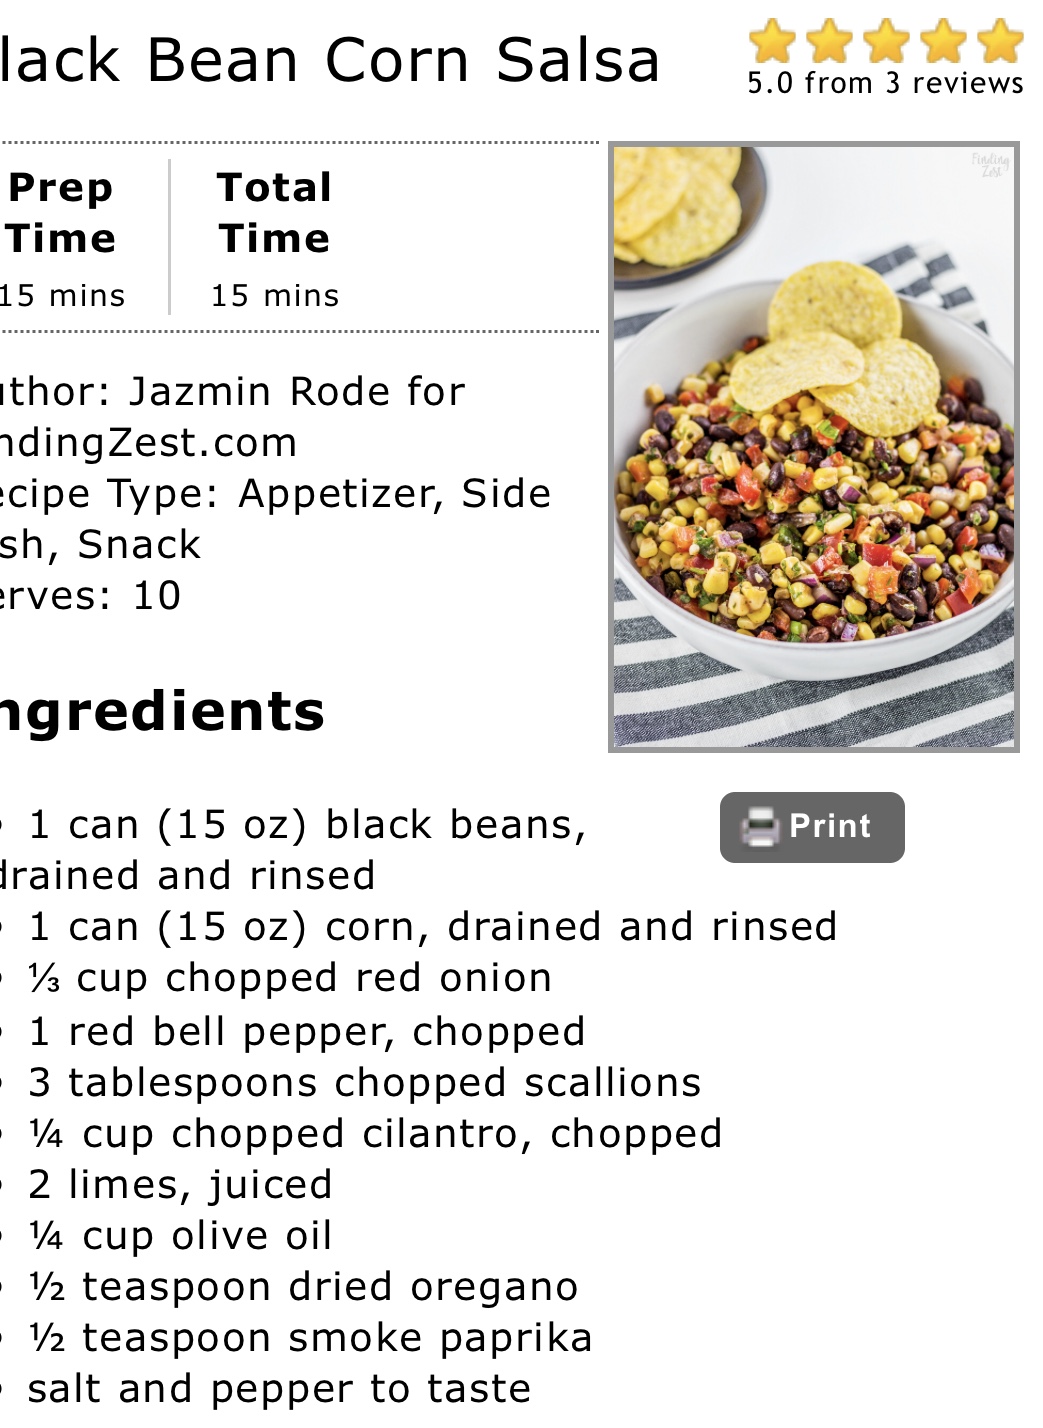 lack Bean Corn Salsa
5.0 from 3 reviews
Prep Time
15 mins
Total Time
15 mins
Finding Zest
uthor: Jazmin Rode for
ndingZest.com
ecipe Type: Appetizer, Side
sh, Snack
erves: 10
ngredients
Print
• 1 can (15 oz) black beans,
drained and rinsed
• 1 can (15 oz) corn, drained and rinsed
• ⅓ cup chopped red onion
• 1 red bell pepper, chopped
• 3 tablespoons chopped scallions
• ¼ cup chopped cilantro, chopped
• 2 limes, juiced
• ¼ cup olive oil
• ½ teaspoon dried oregano
• ½ teaspoon smoke paprika
• salt and pepper to taste